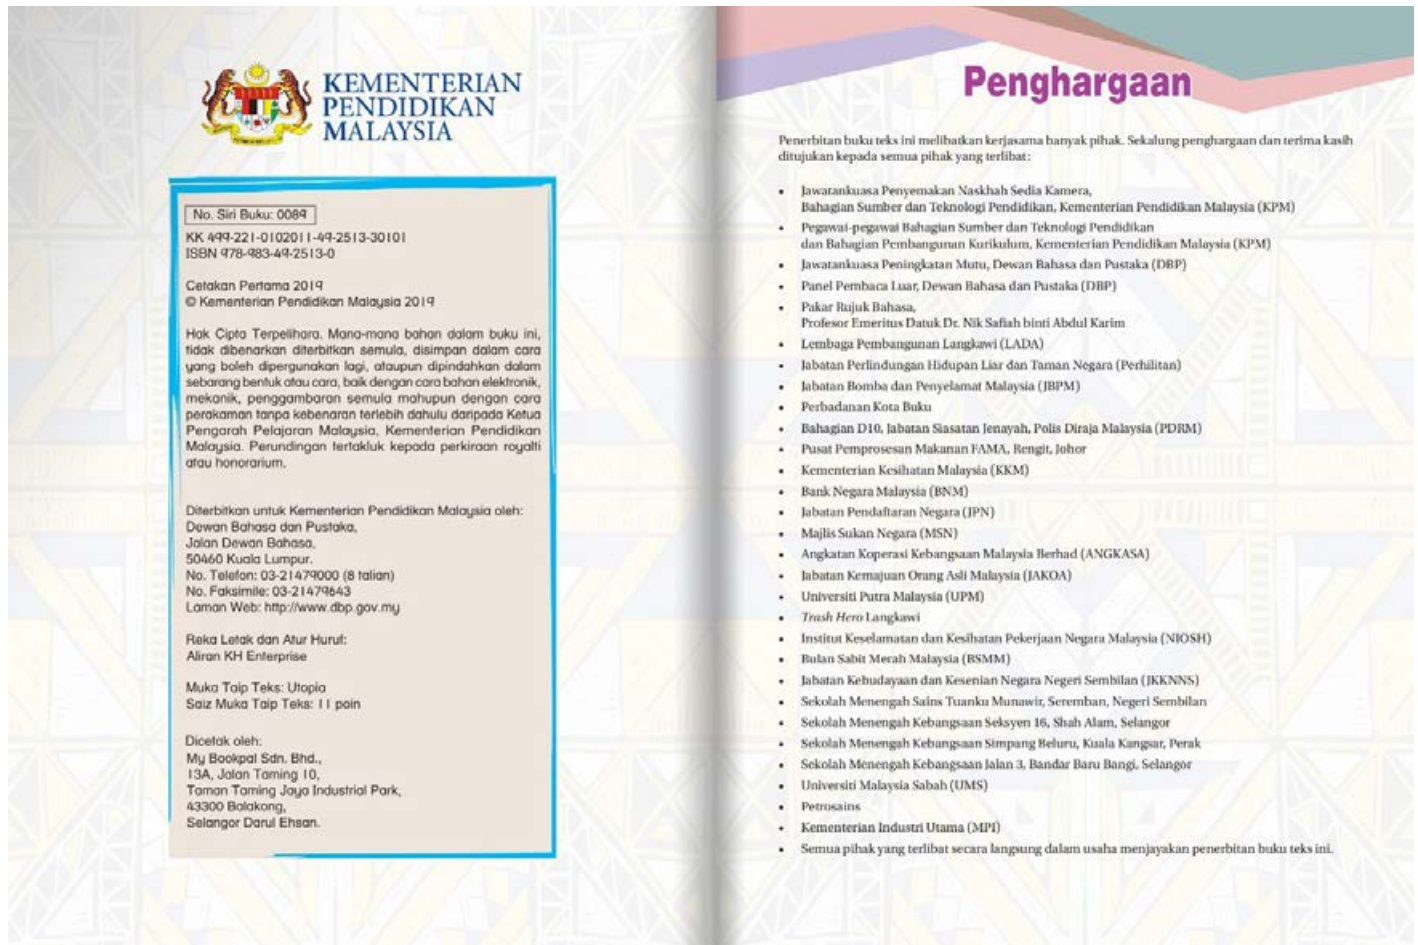 KEMENTERIAN
PENDIDIKAN
MALAYSIA
No. Siri Buku: 0089
KK 499-221-0102011-49-2513-30101
ISBN 978-983-49-2513-0
Cetakan Pertama 2019
© Kementerian Pendidikan Malaysia 2019
Hak Cipta Terpelihara. Mana-mana bahan dalam buku ini,
tidak dibenarkan diterbitkan semula, disimpan dalam cara
yang boleh dipergunakan lagi, ataupun dipindahkan dalam
sebarang bentuk atau cara, baik dengan cara bahan elektronik,
mekanik, penggambaran semula mahupun dengan cara
perakaman tanpa kebenaran terlebih dahulu daripada Ketua
Pengarah Pelajaran Malaysia, Kementerian Pendidikan
Malaysia. Perundingan tertakluk kepada perkiraan royalti
atau honorarium.
Diterbitkan untuk Kementerian Pendidikan Malaysia oleh:
Dewan Bahasa dan Pustaka,
Jalan Dewan Bahasa,
50460 Kuala Lumpur.
No. Telefon: 03-21479000 (8 talian)
No. Faksimile: 03-21479643
Laman Web: http://www.dbp.gov.my
Reka Letak dan Atur Huruf:
Aliran KH Enterprise
Muka Taip Teks: Utopia
Saiz Muka Taip Teks: 11 poin
Dicetak oleh:
My Bookpal Sdn. Bhd.,
13A, Jalan Taming 10,
Taman Taming Jaya Industrial Park,
43300 Balakong,
Selangor Darul Ehsan.
Penghargaan
Penerbitan buku teks ini melibatkan kerjasama banyak pihak. Sekalung penghargaan dan terima kasih
ditujukan kepada semua pihak yang terlibat:
• Jawatankuasa Penyemakan Naskhah Sedia Kamera,
Bahagian Sumber dan Teknologi Pendidikan, Kementerian Pendidikan Malaysia (KPM)
• Pegawai-pegawai Bahagian Sumber dan Teknologi Pendidikan
dan Bahagian Pembangunan Kurikulum, Kementerian Pendidikan Malaysia (KPM)
• Jawatankuasa Peningkatan Mutu, Dewan Bahasa dan Pustaka (DBP)
• Panel Pembaca Luar, Dewan Bahasa dan Pustaka (DBP)
• Pakar Rujuk Bahasa,
Profesor Emeritus Datuk Dr. Nik Safiah binti Abdul Karim
• Lembaga Pembangunan Langkawi (LADA)
• Jabatan Perlindungan Hidupan Liar dan Taman Negara (Perhilitan)
• Jabatan Bomba dan Penyelamat Malaysia (JBPM)
• Perbadanan Kota Buku
• Bahagian D10, Jabatan Siasatan Jenayah, Polis Diraja Malaysia (PDRM)
• Pusat Pemprosesan Makanan FAMA, Rengit, Johor
• Kementerian Kesihatan Malaysia (KKM)
• Bank Negara Malaysia (BNM)
• Jabatan Pendaftaran Negara (JPN)
• Majlis Sukan Negara (MSN)
• Angkatan Koperasi Kebangsaan Malaysia Berhad (ANGKASA)
• Jabatan Kemajuan Orang Asli Malaysia (JAKOA)
• Universiti Putra Malaysia (UPM)
• Trash Hero Langkawi
• Institut Keselamatan dan Kesihatan Pekerjaan Negara Malaysia (NIOSH)
• Bulan Sabit Merah Malaysia (BSMM)
• Jabatan Kebudayaan dan Kesenian Negara Negeri Sembilan (JKKNNS)
• Sekolah Menengah Sains Tuanku Munawir, Seremban, Negeri Sembilan
• Sekolah Menengah Kebangsaan Seksyen 16, Shah Alam, Selangor
• Sekolah Menengah Kebangsaan Simpang Beluru, Kuala Kangsar, Perak
• Sekolah Menengah Kebangsaan Jalan 3, Bandar Baru Bangi, Selangor
• Universiti Malaysia Sabah (UMS)
• Petrosains
• Kementerian Industri Utama (MPI)
• Semua pihak yang terlibat secara langsung dalam usaha menjayakan penerbitan buku teks ini.